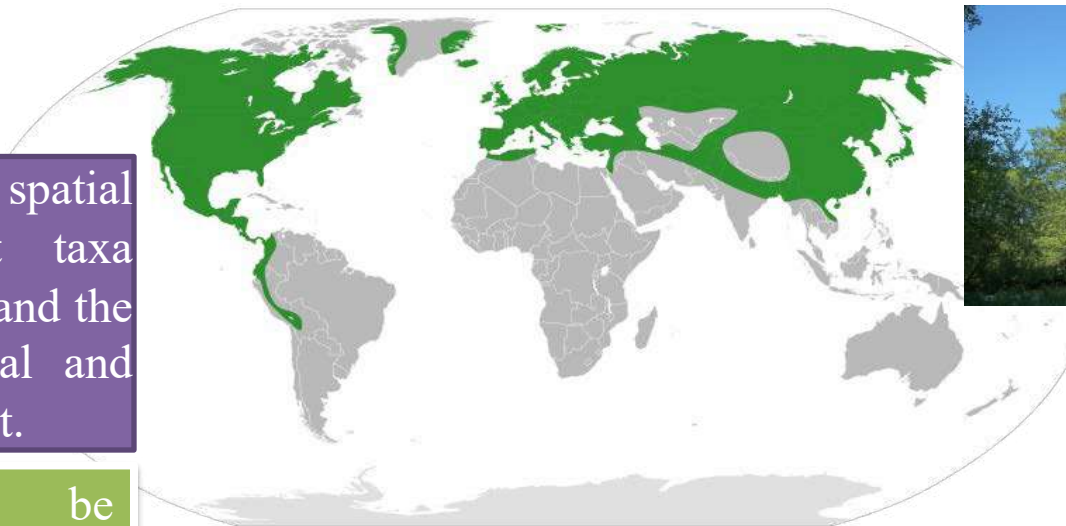 spatial
taxa
and the
al and
t.
be